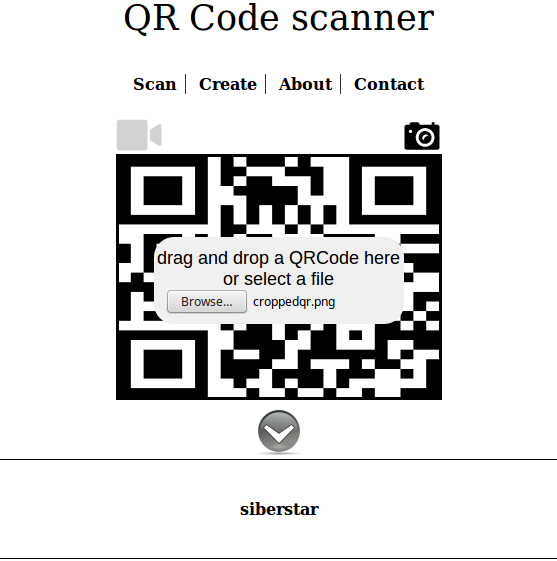 QR Code scanner
Scan Create About Contact
drag and drop a QRCode here
or select a file
Browse... croppedqr.png
siberstar